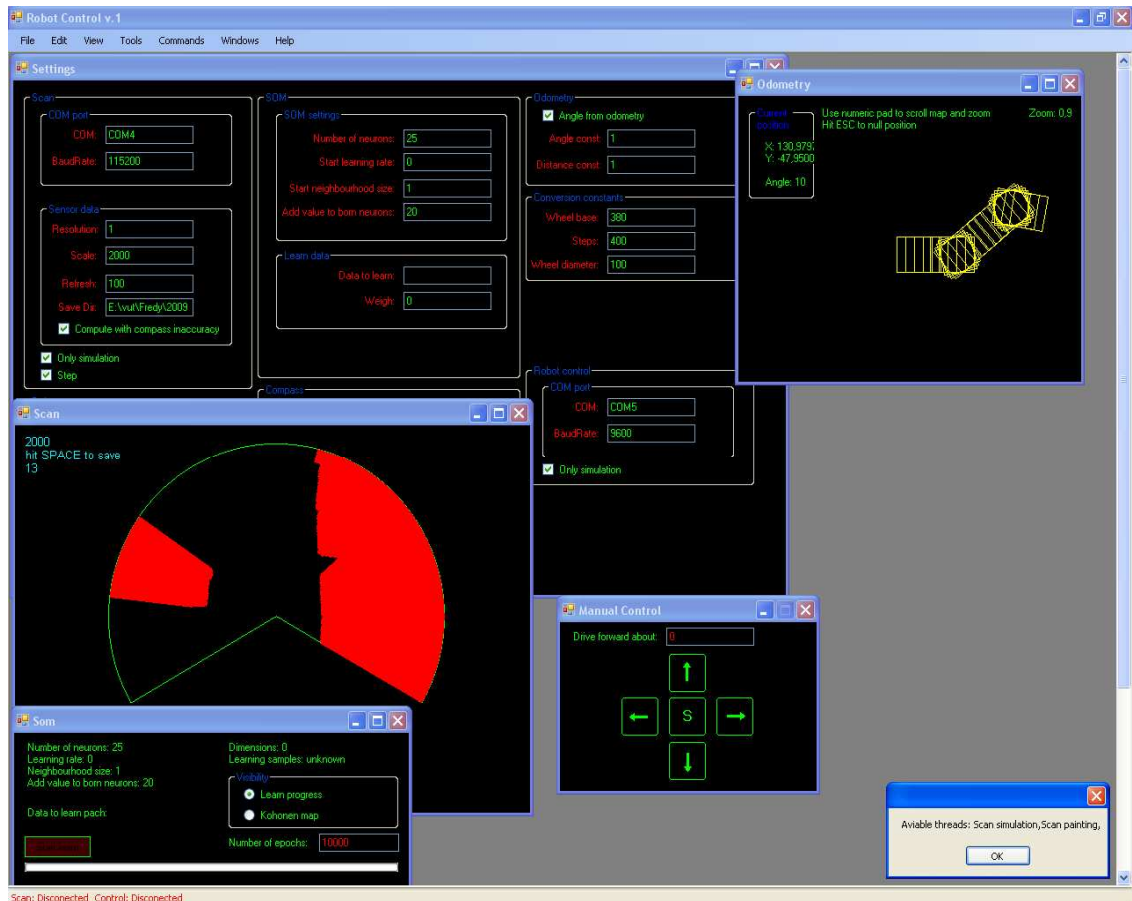 Robot Control v.1
File Edit View Tools Commands Windows Help
Settings
Scan
COM port
COM: COM4
BaudRate: 115200
Sensor data
Resolution: 1
Scale: 2000
Refresh: 100
Save Ds: E:\vut\Fredy\2009
Compute with compass inaccuracy
Only simulation
Step
SOM
SOM settings
Number of neurons: 25
Start learning rate: 0
Start neighbourhood size: 1
Add value to born neurons: 20
Learn data
Data to learn:
Weigh: 0
Compass
Odometry
Angle from odometry
Angle const: 1
Distance const: 1
Conversion constants
Wheel base: 380
Steps: 400
Wheel diameter: 100
Robot control
COM port
COM: COM5
BaudRate: 9600
Only simulation
Odometry
position
Use numeric pad to scroll map and zoom
Hit ESC to null position
Zoom: 0,9
X: 130,979
Y: -47,9500
Angle: 10
Scan
2000
hit SPACE to save
13
Manual Control
Drive forward about: 0
S
Som
Number of neurons: 25
Learning rate: 0
Neighbourhood size: 1
Add value to born neurons: 20
Data to learn pach:
Dimensions: 0
Learning samples: unknown
Visibility
Learn progress
Kohonen map
Number of epochs: 10000
Aviable threads: Scan simulation,Scan painting,
OK
Scan: Disconected Control: Disconected